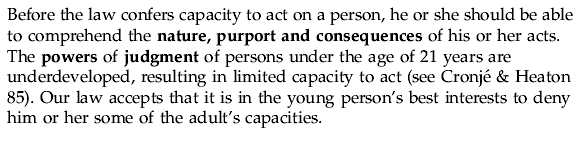 Before the law confers capacity to act on a person, he or she should be able
to comprehend the nature, purport and consequences of his or her acts.
The powers of judgment of persons under the age of 21 years are
underdeveloped, resulting in limited capacity to act (see Cronjé & Heaton
85). Our law accepts that it is in the young person's best interests to deny
him or her some of the adult's capacities.